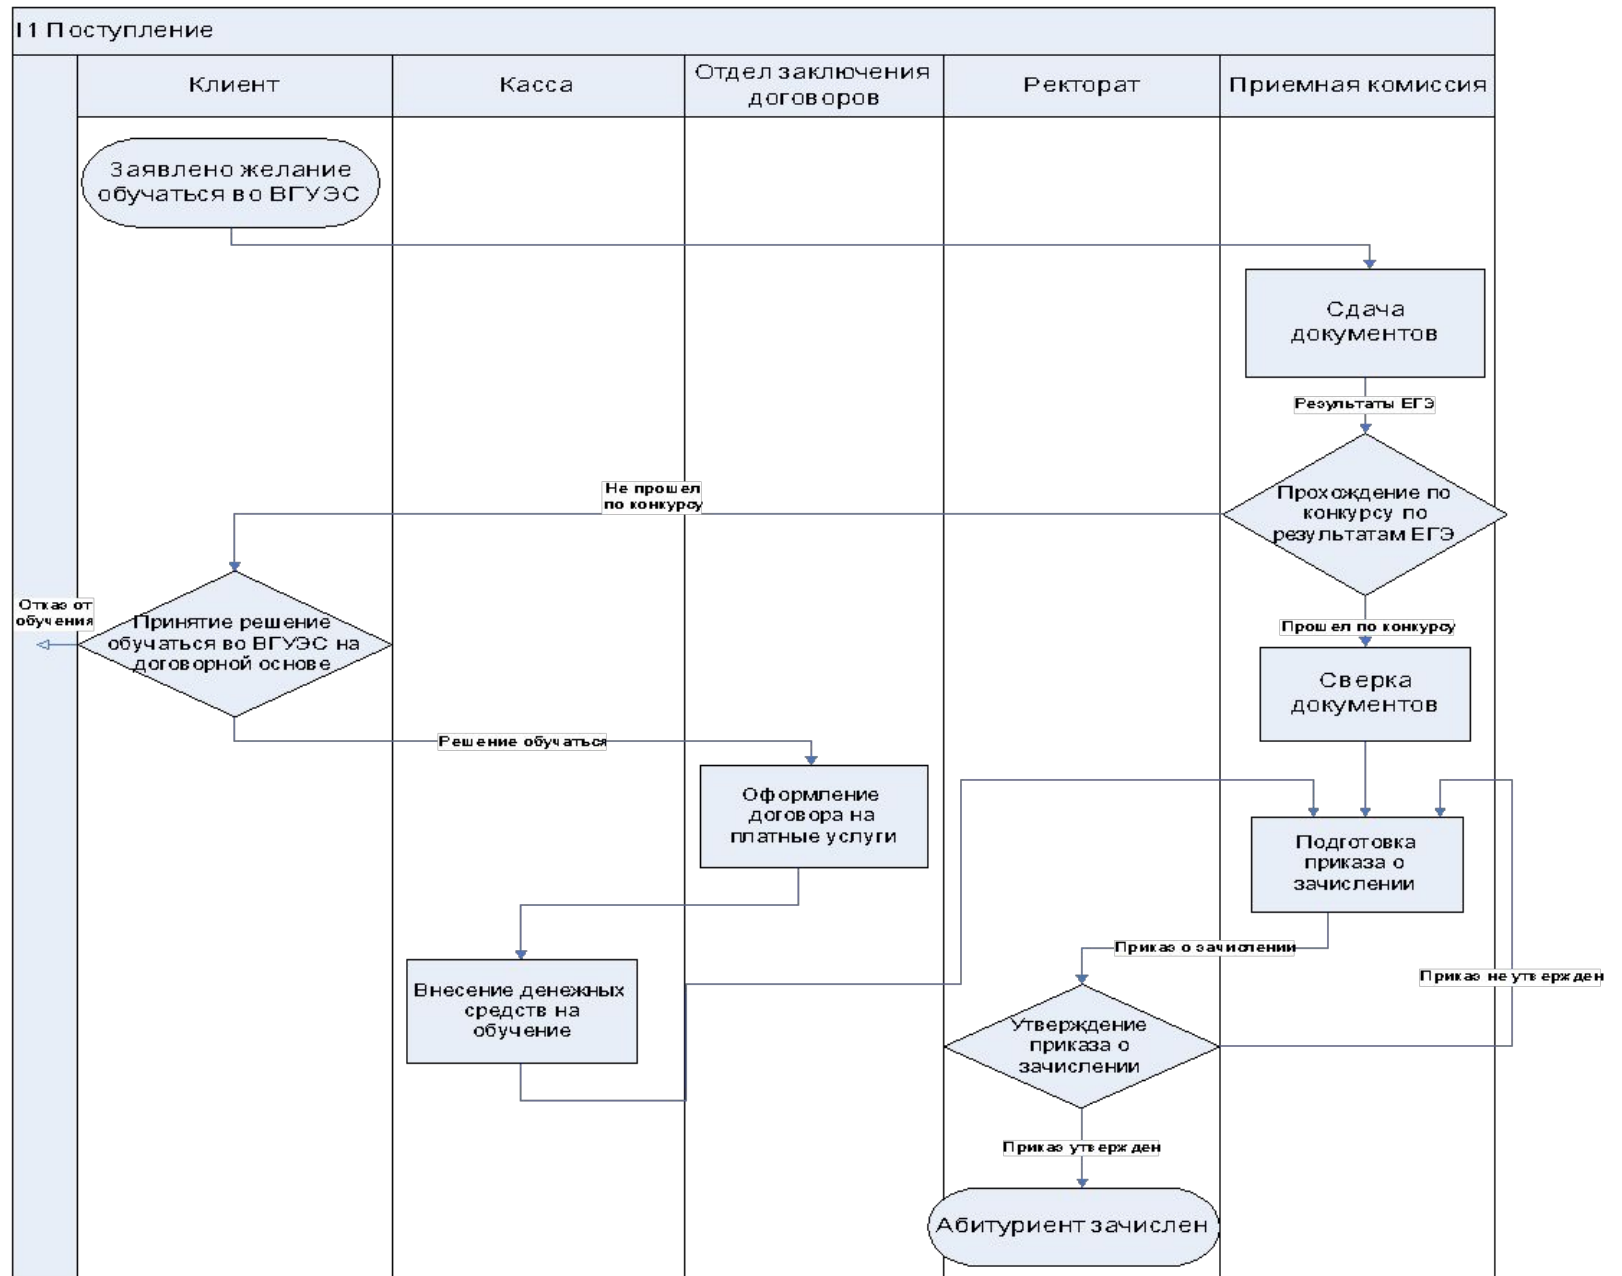 I1 Поступление
Клиент
Касса
Отдел заключения
договоров
Ректорат
Приемная комиссия
Заявлено желание
обучаться во ВГУЭС
Сдача
документов
Результаты ЕГЭ
Прохождение по
конкурсу по
результатам ЕГЭ
Не прошел
по конкурсу
Отказ от
обучения
Принятие решение
обучаться во ВГУЭС на
договорной основе
Прошел по конкурсу
Сверка
документов
Решение обучаться
Оформление
договора на
платные услуги
Подготовка
приказа о
зачислении
Приказ о зачислении
Приказ не утвержден
Внесение денежных
средств на
обучение
Утверждение
приказа о
зачислении
Приказ утвержден
Абитуриент зачислен